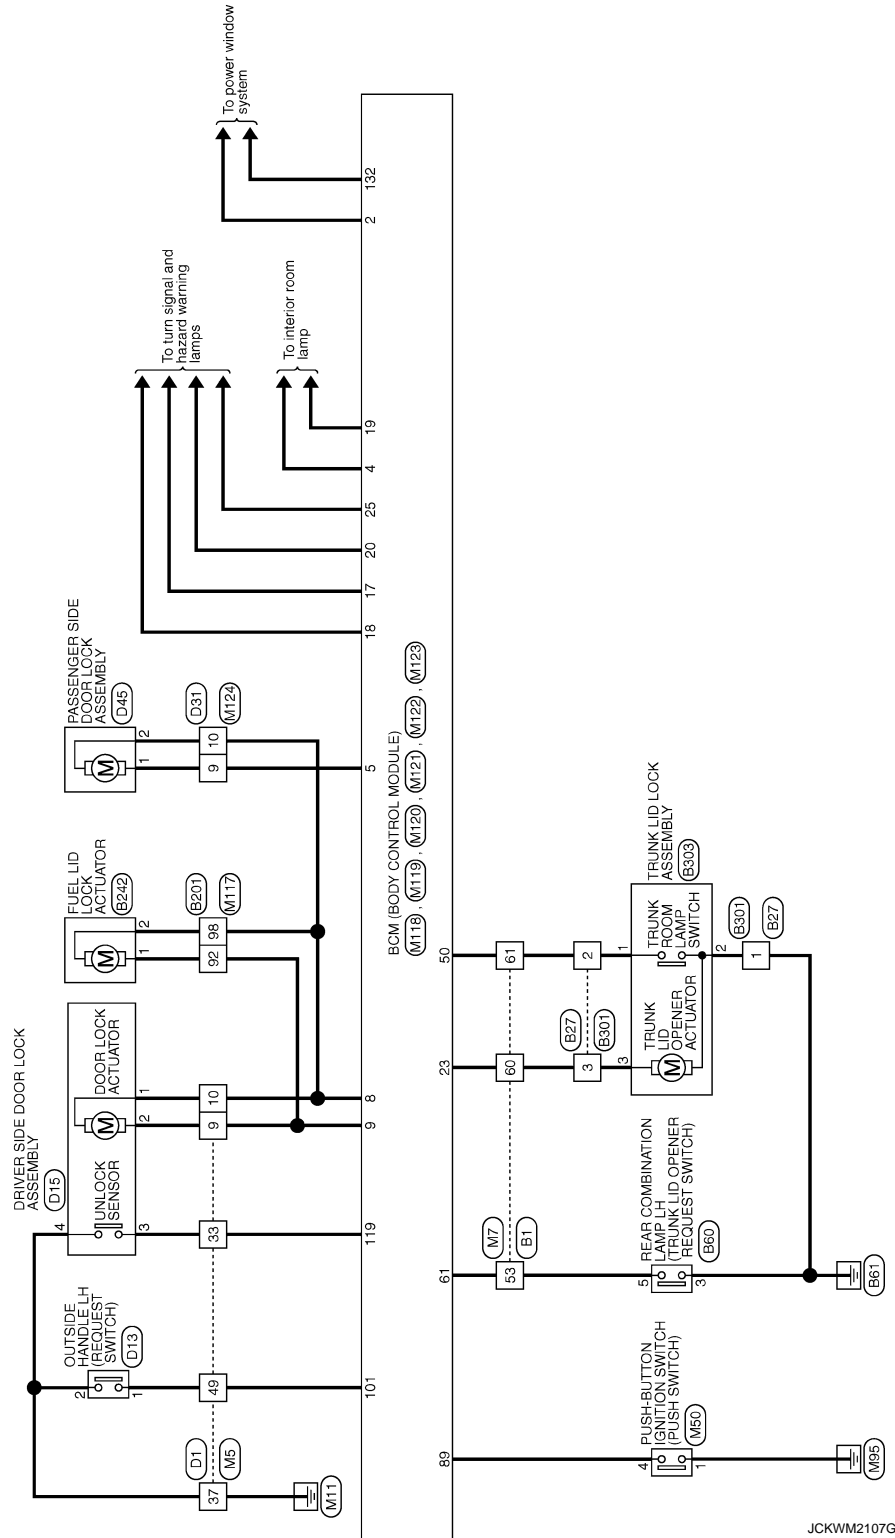 To power window
system
132
2
To turn signal and
hazard warning
lamps
To interior room
lamp
19
4
25
20
17
18
PASSENGER SIDE
DOOR LOCK
ASSEMBLY
D45
M
2
1
D31
M124
10
9
5
FUEL LID
LOCK
ACTUATOR
B242
M
2
1
B201
M117
98
92
DRIVER SIDE DOOR LOCK
ASSEMBLY
D15
DOOR LOCK
ACTUATOR
M
1
2
UNLOCK
SENSOR
4
3
10
9
33
8
9
119
OUTSIDE
HANDLE LH
(REQUEST
SWITCH)
D13
2
1
49
101
D1
M5
37
M11
BCM (BODY CONTROL MODULE)
M118 , M119 , M120 , M121 , M122 , M123
50
61
2
1
TRUNK LID LOCK
ASSEMBLY
B303
TRUNK
ROOM
LAMP
SWITCH
2
B301
B27
1
23
60
B27
B301
3
3
TRUNK
LID
OPENER
ACTUATOR
M
61
M7
B1
53
REAR COMBINATION
LAMP LH
(TRUNK LID OPENER
REQUEST SWITCH)
B60
5
3
B61
89
PUSH-BUTTON
IGNITION SWITCH
(PUSH SWITCH)
M50
4
1
M95
JCKWM2107G